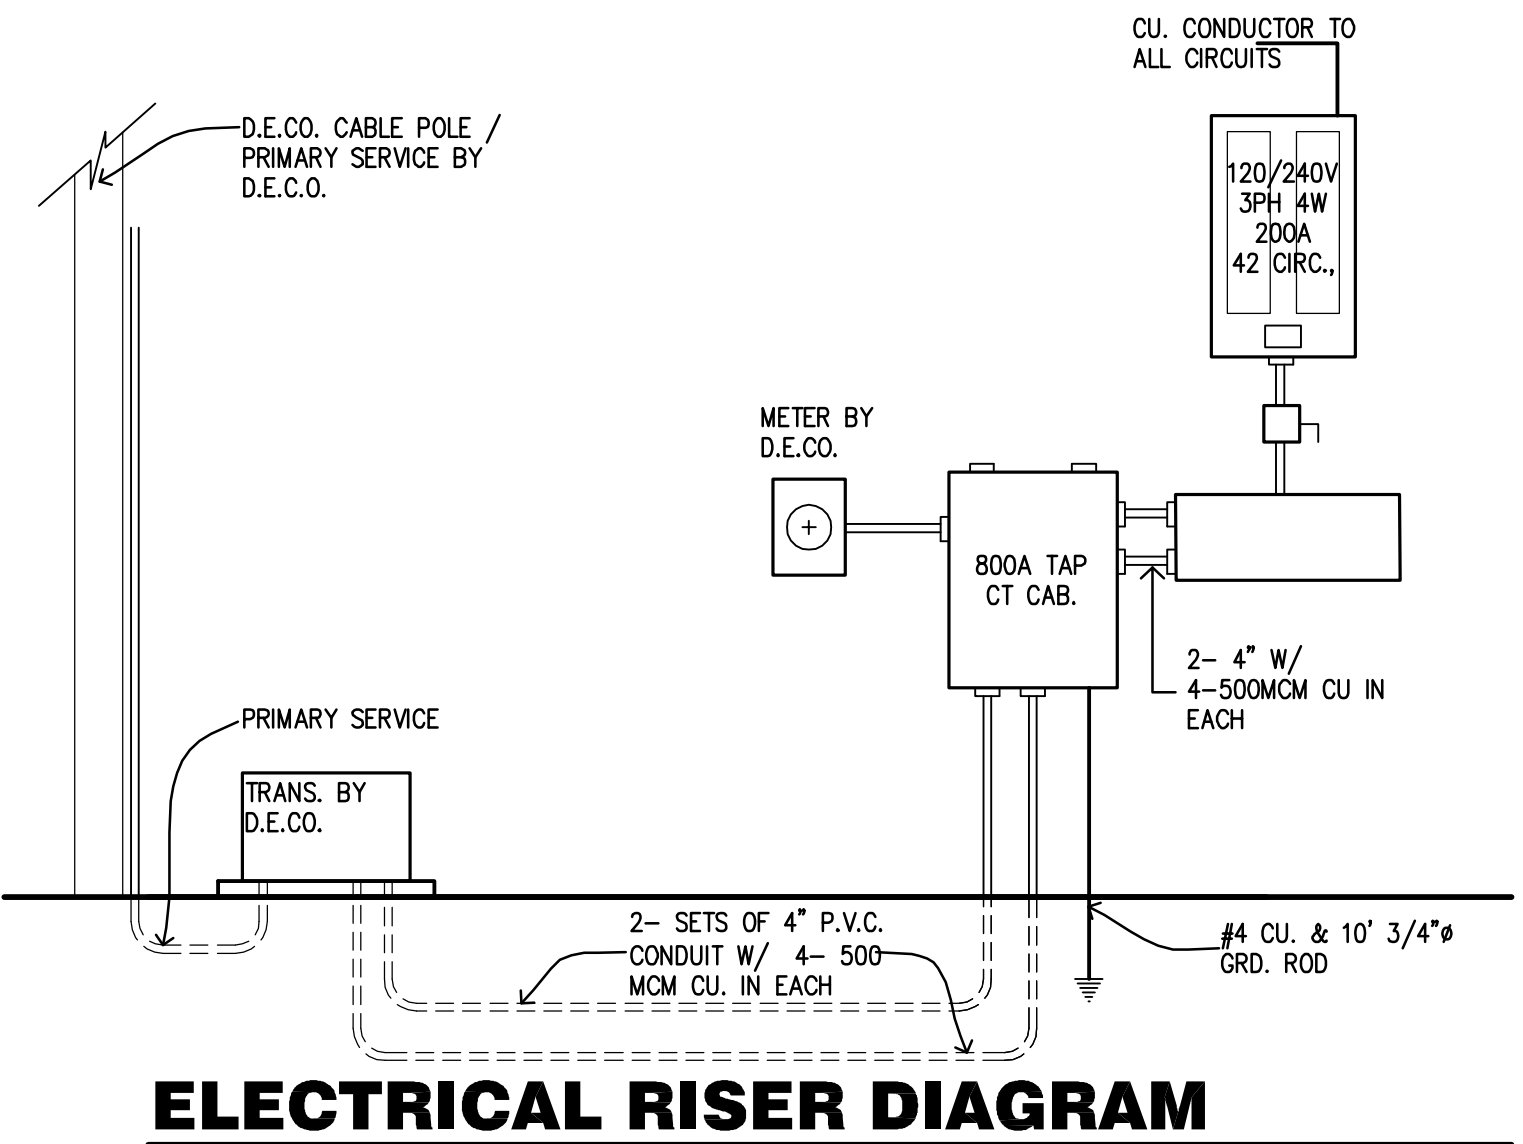 CU. CONDUCTOR TO
ALL CIRCUITS
D.E.CO. CABLE POLE /
PRIMARY SERVICE BY
D.E.C.O.
120/240V
3PH 4W
200A
42 CIRC.,
METER BY
D.E.CO.
800A TAP
CT CAB.
2- 4" W/
4-500MCM CU IN
EACH
PRIMARY SERVICE
TRANS. BY
D.E.CO.
2- SETS OF 4" P.V.C.
CONDUIT W/ 4- 500
MCM CU. IN EACH
#4 CU. & 10' 3/4"ø
GRD. ROD
ELECTRICAL RISER DIAGRAM